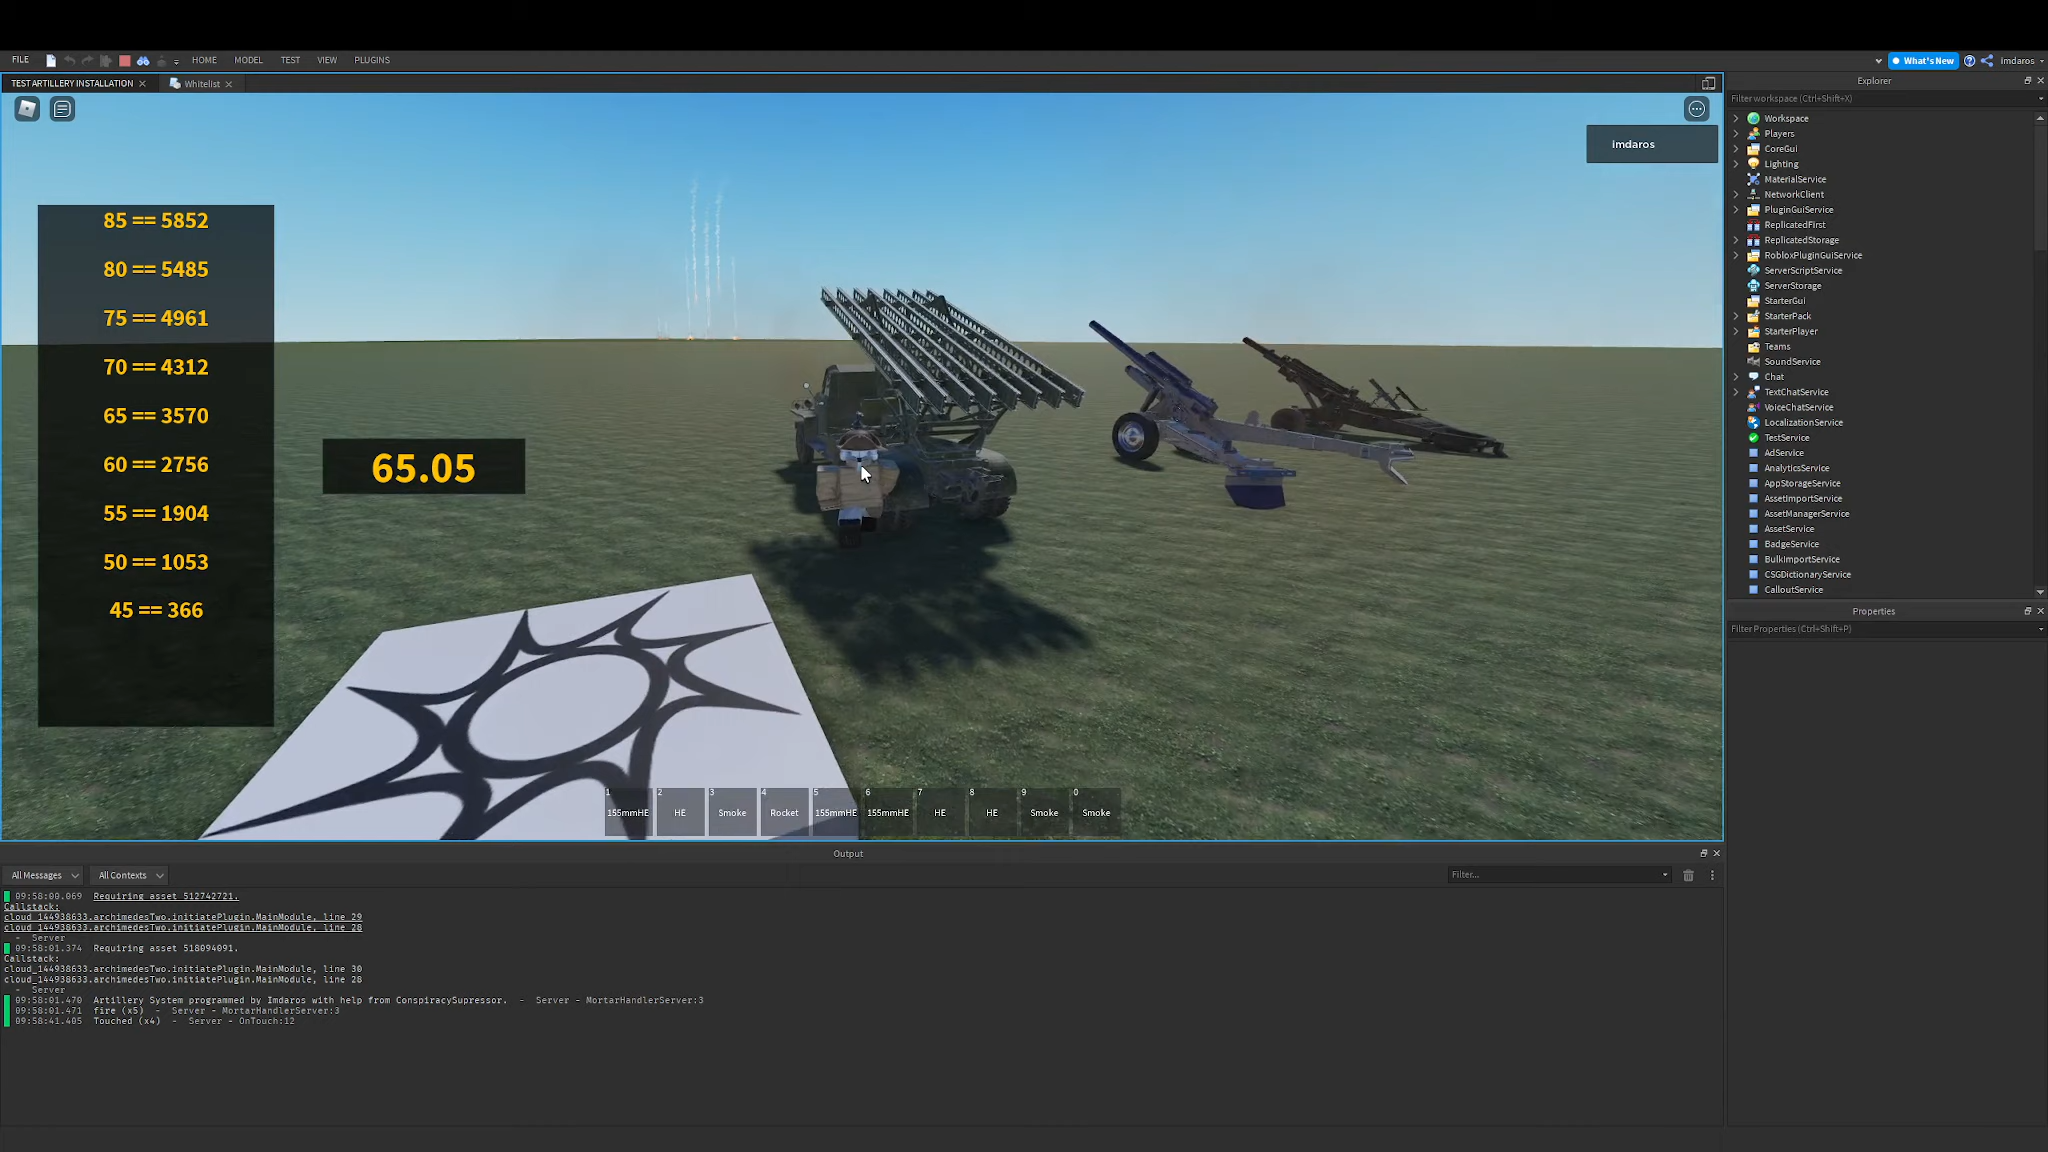 FILE
HOME
MODEL
TEST
VIEW
PLUGINS
What's New
Imdaros
TEST ARTILLERY INSTALLATION
Whitelist
imdaros
85 == 5852
80 == 5485
75 == 4961
70 == 4312
65 == 3570
60 == 2756
55 == 1904
50 == 1053
45 == 366
65.05
1 155mmHE
2 HE
3 Smoke
4 Rocket
5 155mmHE
6 155mmHE
7 HE
8 HE
9 Smoke
0 Smoke
Explorer
Filter workspace (Ctrl+Shift+X)
Workspace
Players
CoreGui
Lighting
MaterialService
NetworkClient
PluginGuiService
ReplicatedFirst
ReplicatedStorage
RobloxPluginGuiService
ServerScriptService
ServerStorage
StarterGui
StarterPack
StarterPlayer
Teams
SoundService
Chat
TextChatService
VoiceChatService
LocalizationService
TestService
AdService
AnalyticsService
AppStorageService
AssetImportService
AssetManagerService
AssetService
BadgeService
BulkImportService
CSGDictionaryService
CalloutService
Properties
Filter Properties (Ctrl+Shift+P)
Output
All Messages
All Contexts
Filter...
09:58:00.069 Requiring asset 512742721.
Callstack:
cloud_144938633.archimedesTwo.initiatePlugin.MainModule, line 29
cloud_144938633.archimedesTwo.initiatePlugin.MainModule, line 28
- Server
09:58:01.374 Requiring asset 518094091.
Callstack:
cloud_144938633.archimedesTwo.initiatePlugin.MainModule, line 30
cloud_144938633.archimedesTwo.initiatePlugin.MainModule, line 28
- Server
09:58:01.470 Artillery System programmed by Imdaros with help from ConspiracySupressor. - Server - MortarHandlerServer:3
09:58:01.471 fire (x5) - Server - MortarHandlerServer:3
09:58:41.405 Touched (x4) - Server - OnTouch:12